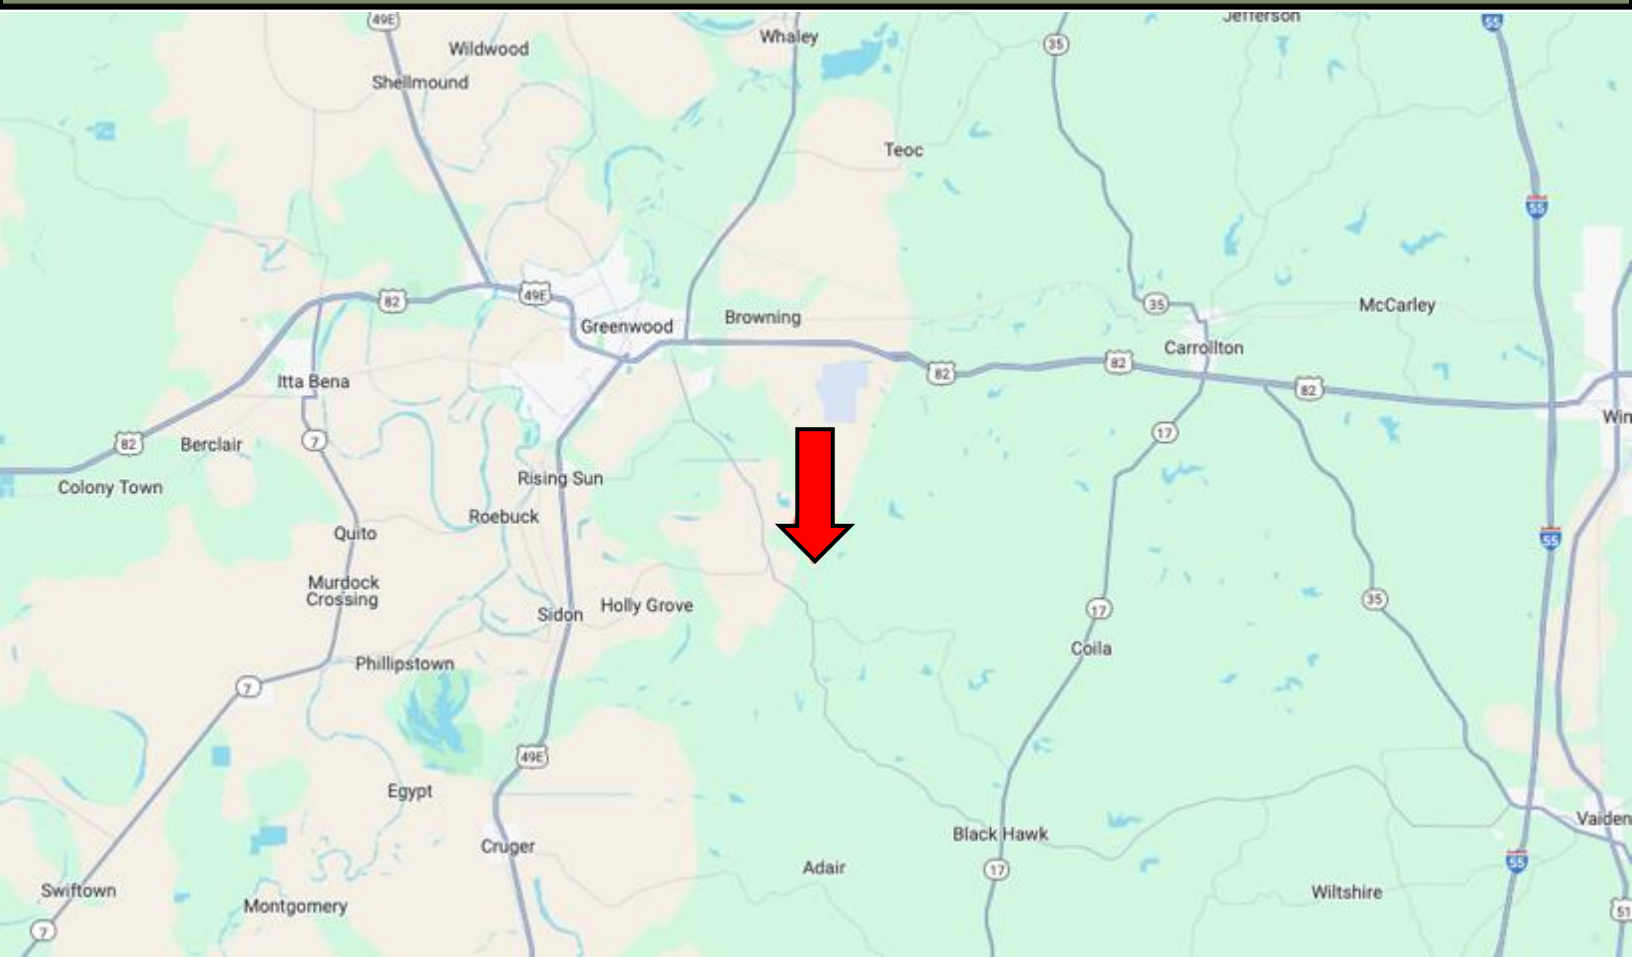 49E
Wildwood
Whaley
35
Jefferson
55
Shellmound
Teoc
55
82
49E
Browning
35
McCarley
Greenwood
Carrollton
82
82
82
Itta Bena
Win
82
7
Berclair
17
Rising Sun
Colony Town
Roebuck
Quito
55
Murdock
Crossing
Sidon
Holly Grove
17
35
Coila
Phillipstown
7
49E
Egypt
Vaiden
Black Hawk
Cruger
55
Adair
17
Swiftown
Wiltshire
Montgomery
51
7